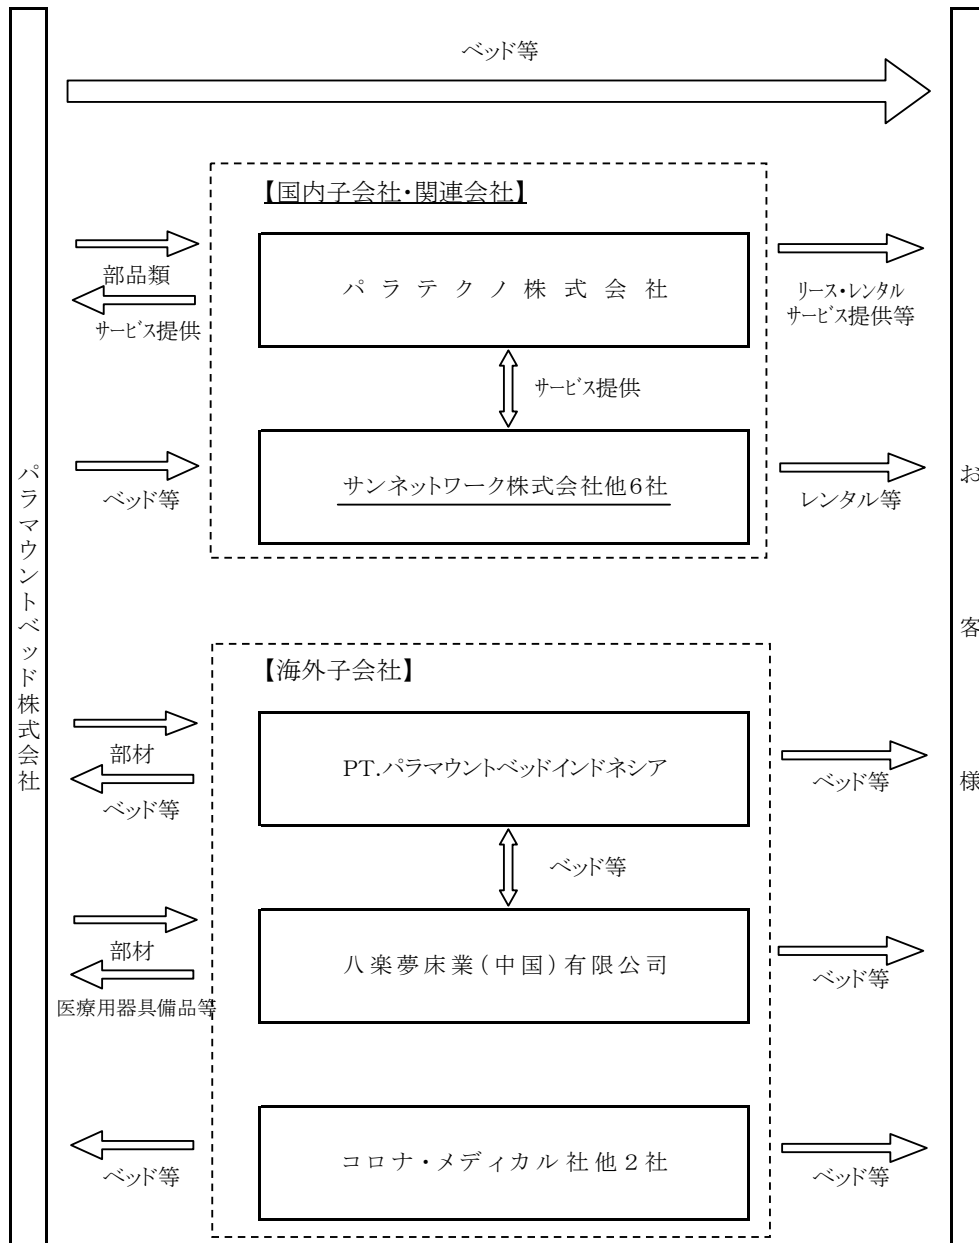 ベッド等
【国内子会社・関連会社】
部品類
サービス提供
パラテクノ株式会社
リース・レンタル
サービス提供等
サービス提供
ベッド等
サンネットワーク株式会社他6社
レンタル等
パラマウントベッド株式会社
お客様
【海外子会社】
部材
ベッド等
PT.パラマウントベッドインドネシア
ベッド等
ベッド等
部材
医療用器具備品等
八楽夢床業(中国)有限公司
ベッド等
ベッド等
コロナ・メディカル社他2社
ベッド等